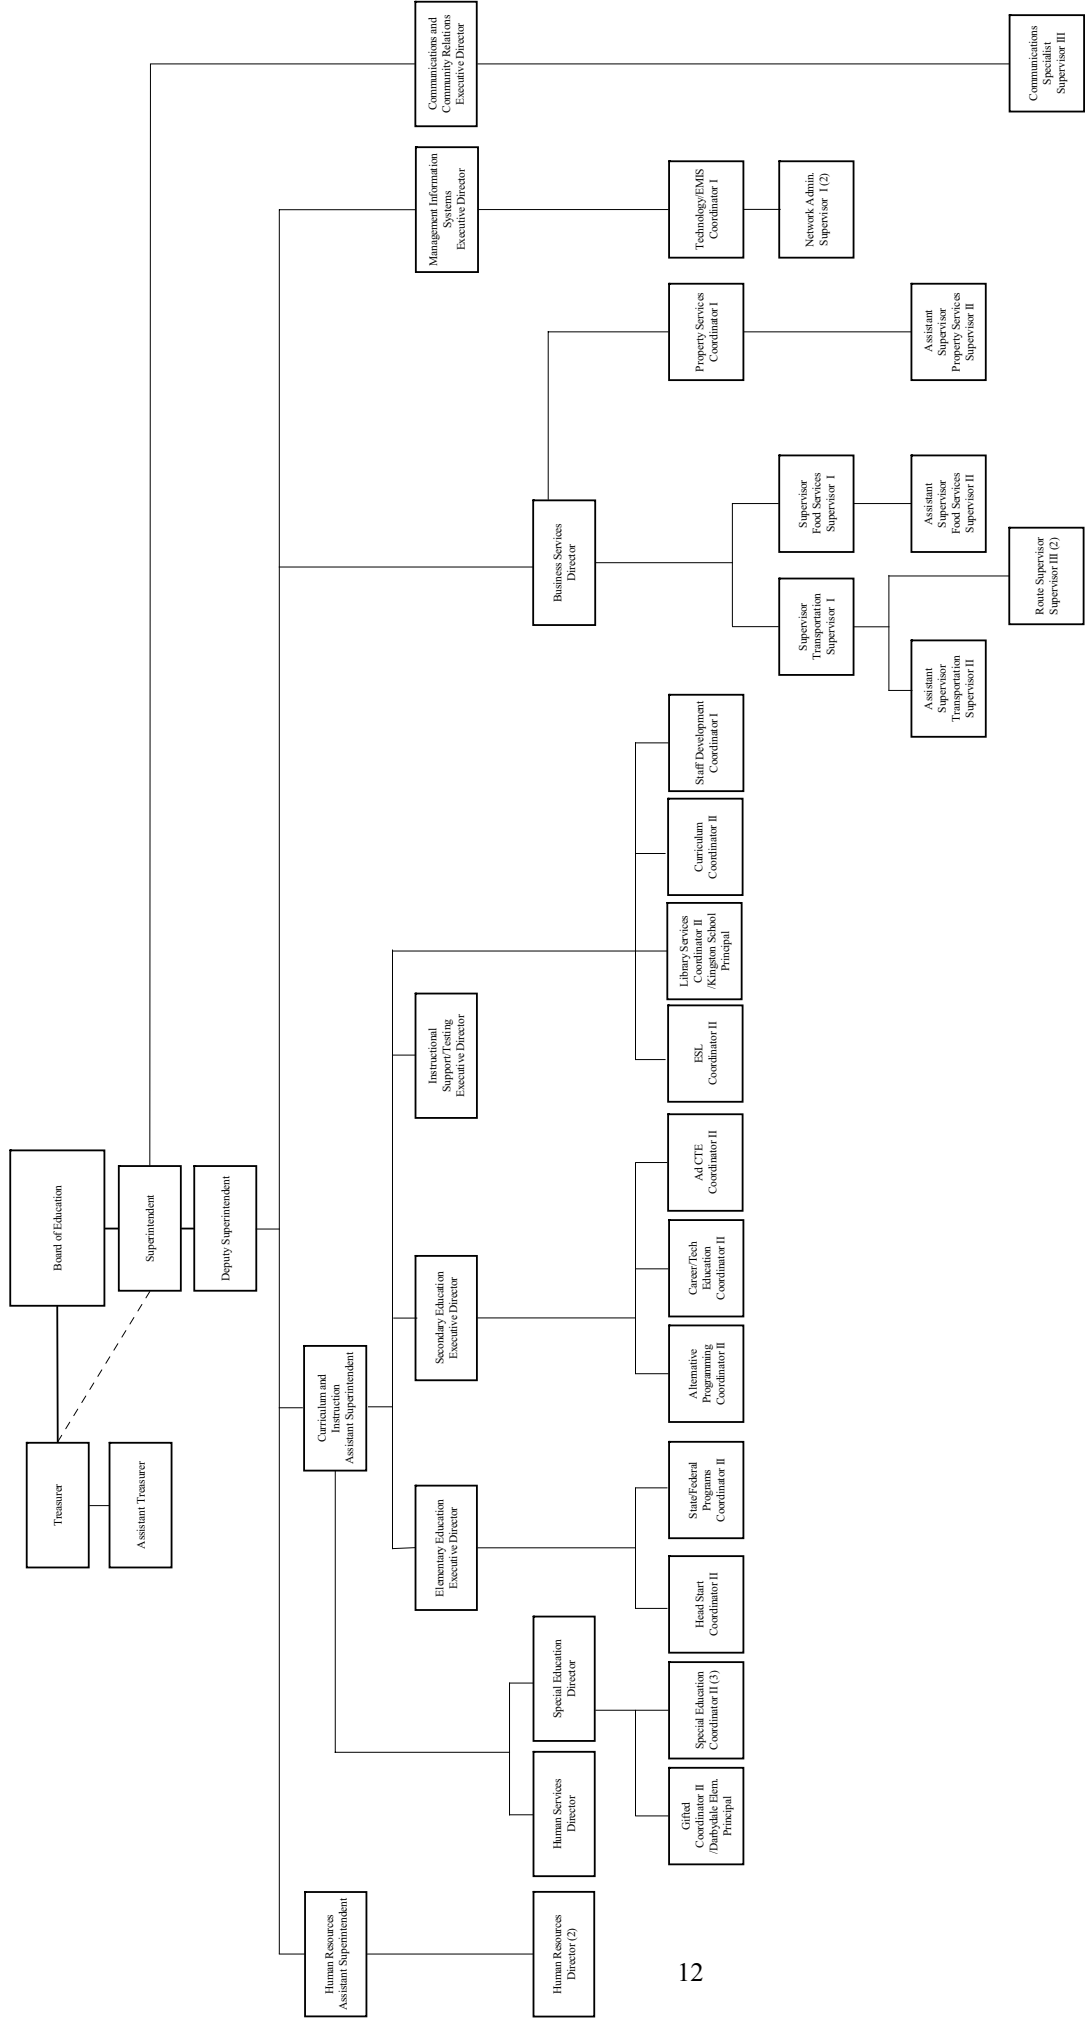 Board of Education
Treasurer
Superintendent
Assistant Treasurer
Deputy Superintendent
Human Resources
Assistant Superintendent
Curriculum and
Instruction
Assistant Superintendent
Elementary Education
Executive Director
Secondary Education
Executive Director
Instructional
Support/Testing
Executive Director
Management Information
Systems
Executive Director
Communications and
Community Relations
Executive Director
Human Resources
Director (2)
Human Services
Director
Special Education
Director
Business Services
Director
Gifted
Coordinator II
/Darbydale Elem.
Principal
Special Education
Coordinator II (3)
Head Start
Coordinator II
State/Federal
Programs
Coordinator II
Alternative
Programming
Coordinator II
Career/Tech
Education
Coordinator II
Ad CTE
Coordinator II
ESL
Coordinator II
Library Services
Coordinator II
/Kingston School
Principal
Curriculum
Coordinator II
Staff Development
Coordinator I
Property Services
Coordinator I
Technology/EMIS
Coordinator I
Supervisor
Transportation
Supervisor I
Supervisor
Food Services
Supervisor I
Network Admin.
Supervisor I (2)
Assistant
Supervisor
Transportation
Supervisor II
Assistant
Supervisor
Food Services
Supervisor II
Assistant
Supervisor
Property Services
Supervisor II
Route Supervisor
Supervisor III (2)
Communications
Specialist
Supervisor III
12